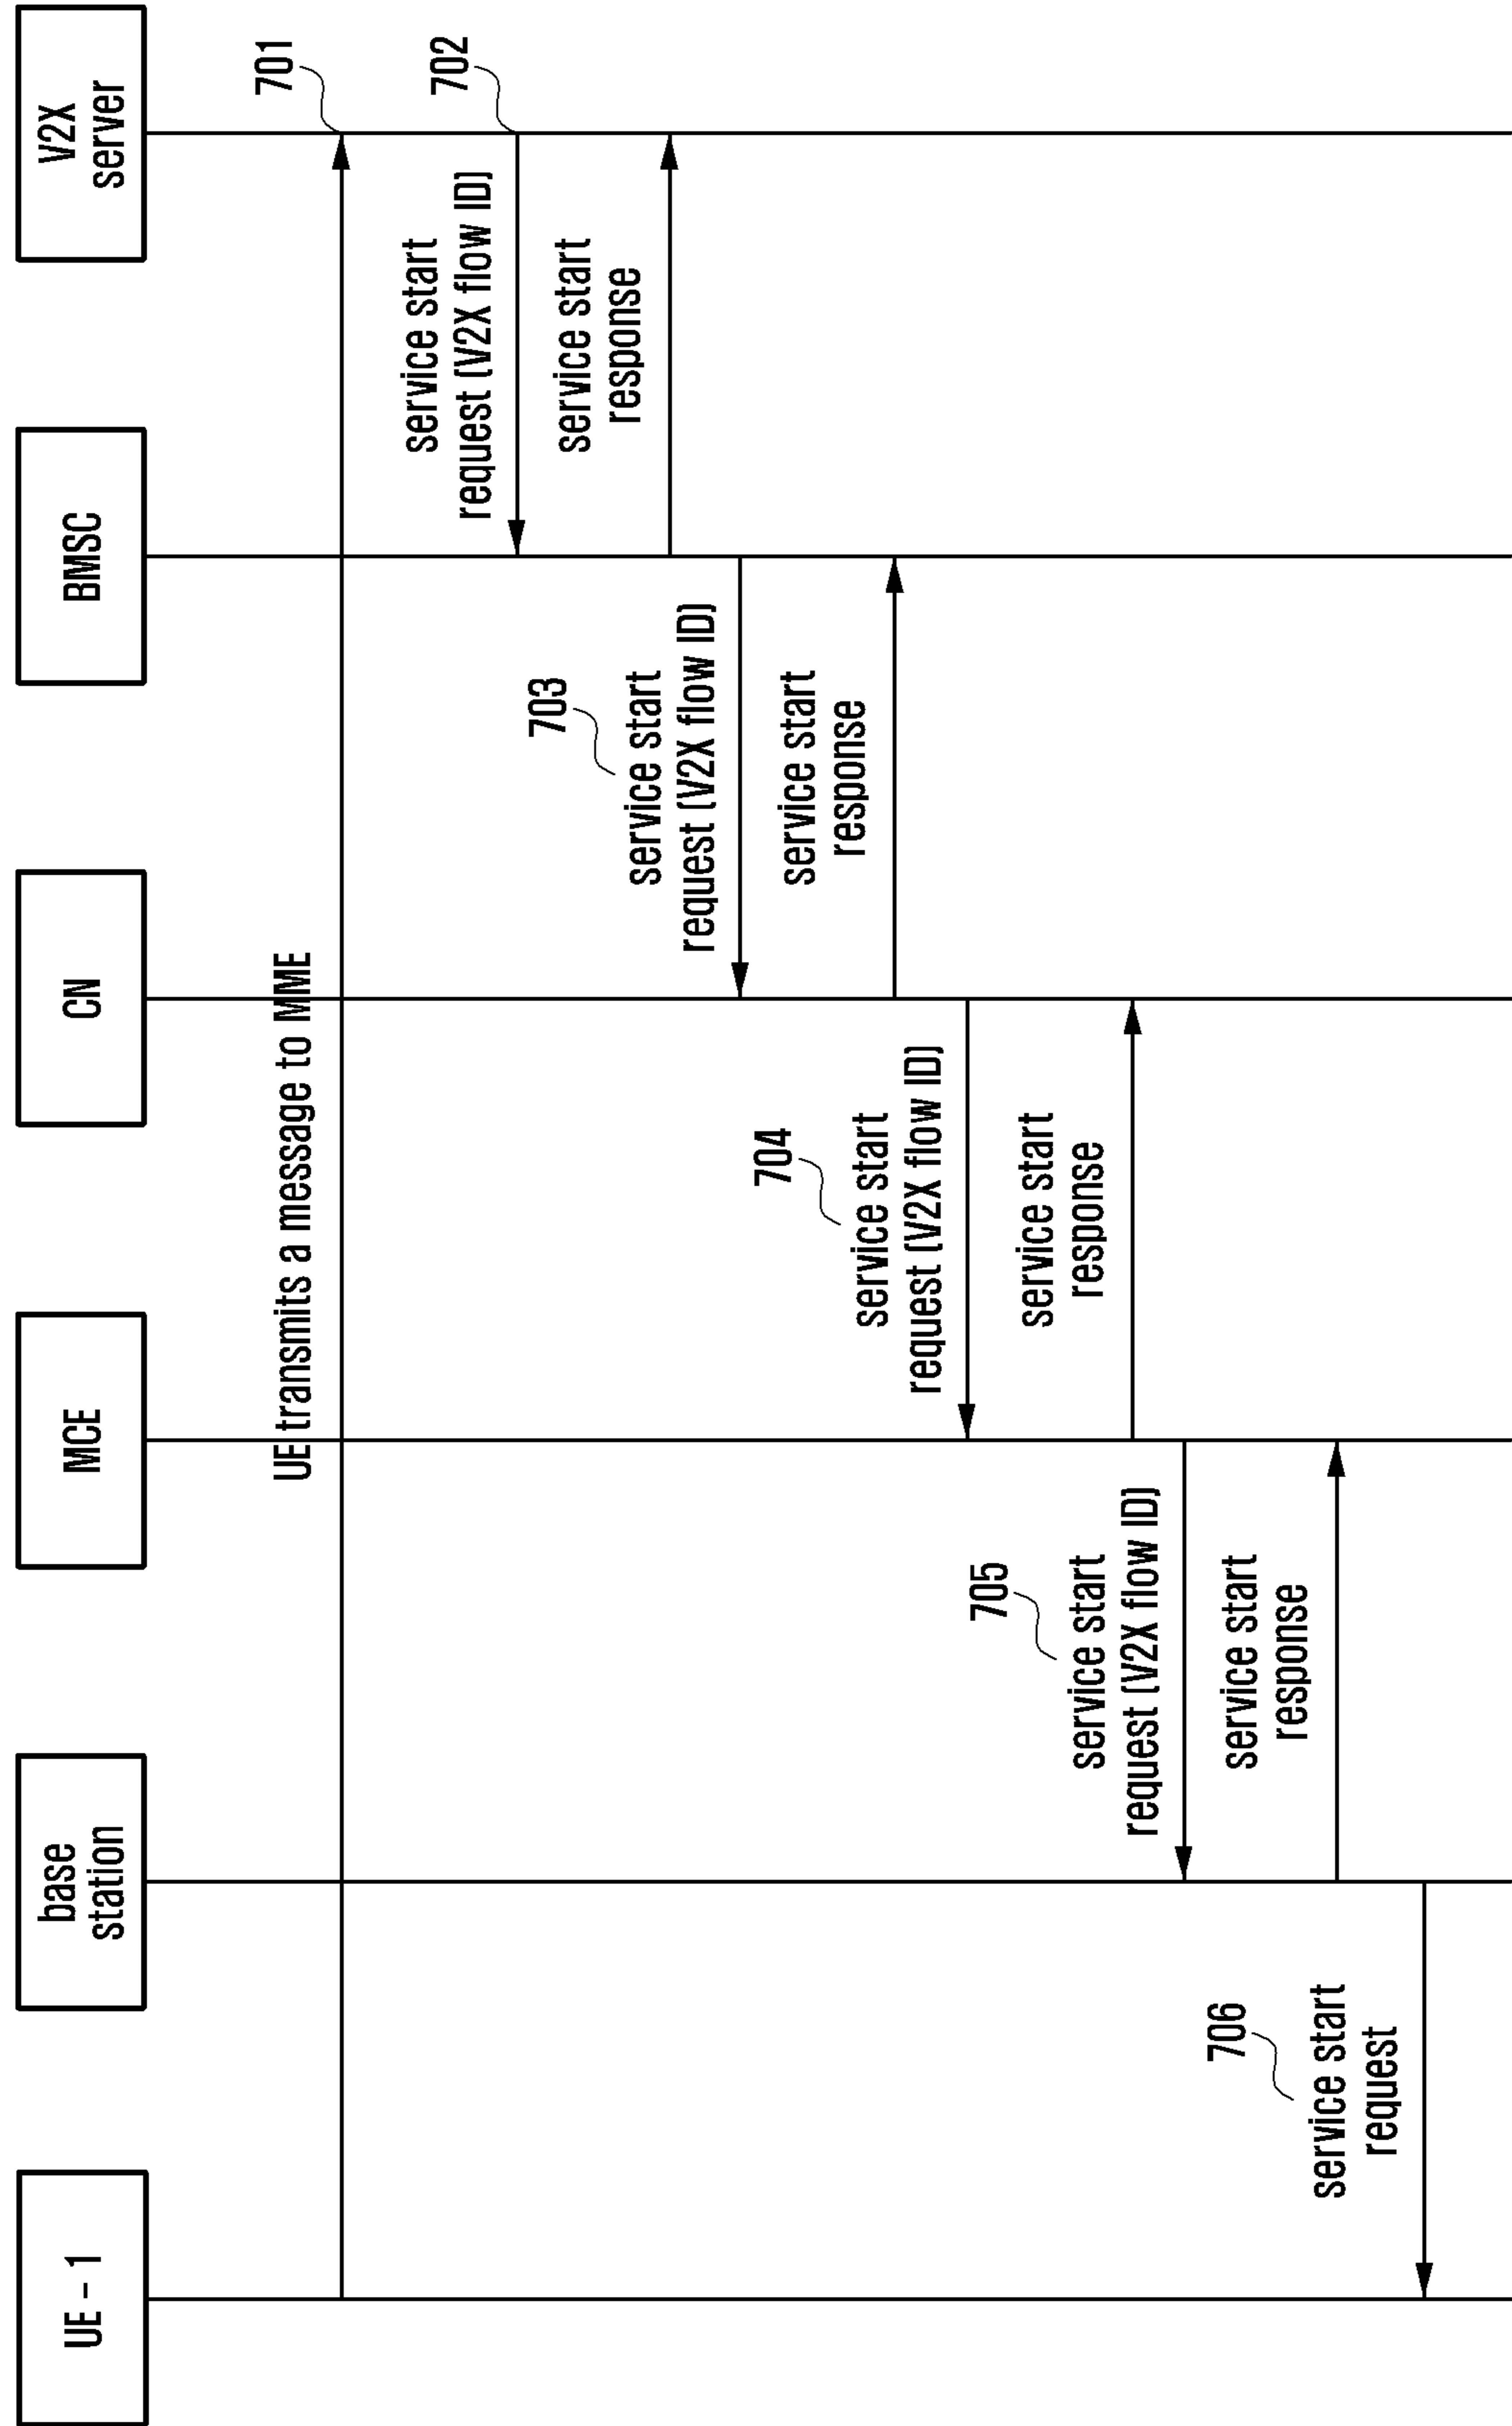 UE – 1
base
station
MCE
CN
BMSC
V2X
server
701
UE transmits a message to MME
702
service start
request (V2X flow ID)
service start
response
703
service start
request (V2X flow ID)
service start
response
704
service start
request (V2X flow ID)
service start
response
705
service start
request (V2X flow ID)
service start
response
706
service start
request